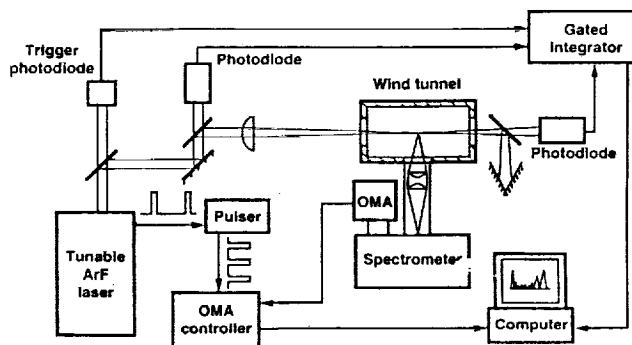 Trigger
photodiode
Photodiode
Gated
Integrator
Wind tunnel
Photodiode
OMA
Pulser
Tunable
ArF
laser
Spectrometer
OMA
controller
Computer